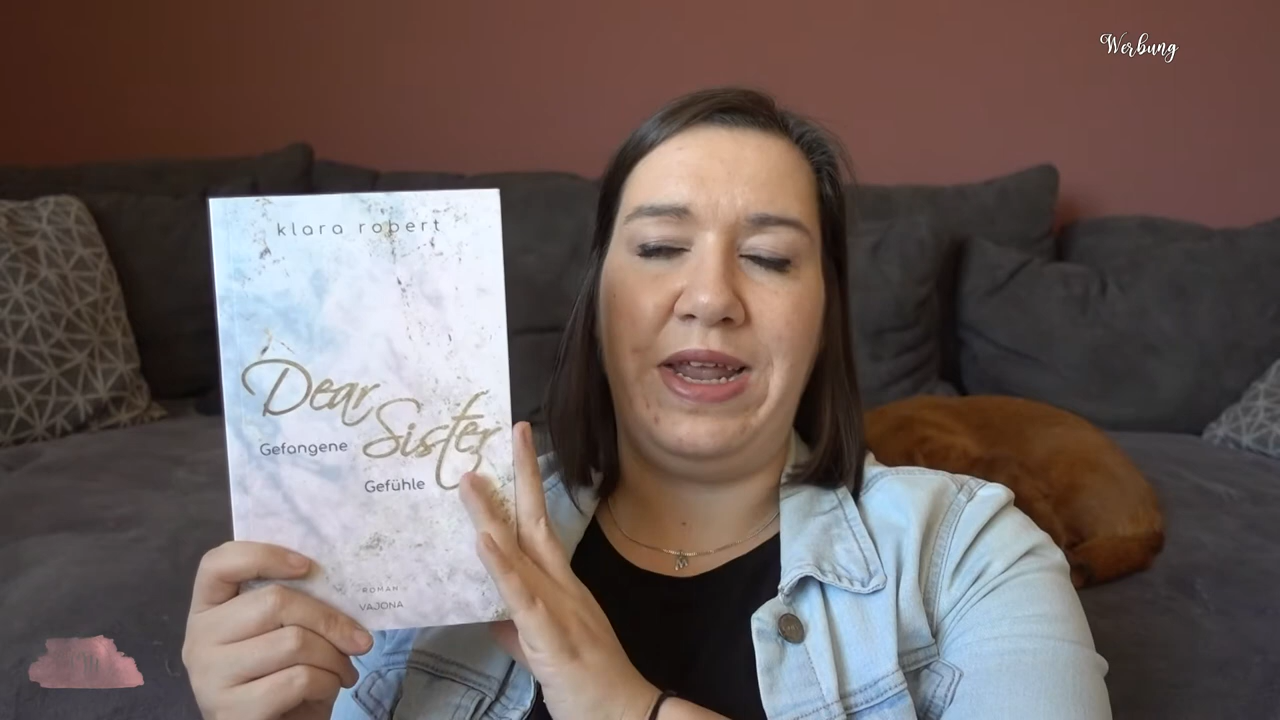 Werbung
klara robert
Dear
Sister
Gefangene
Gefühle
ROMAN
VAJONA